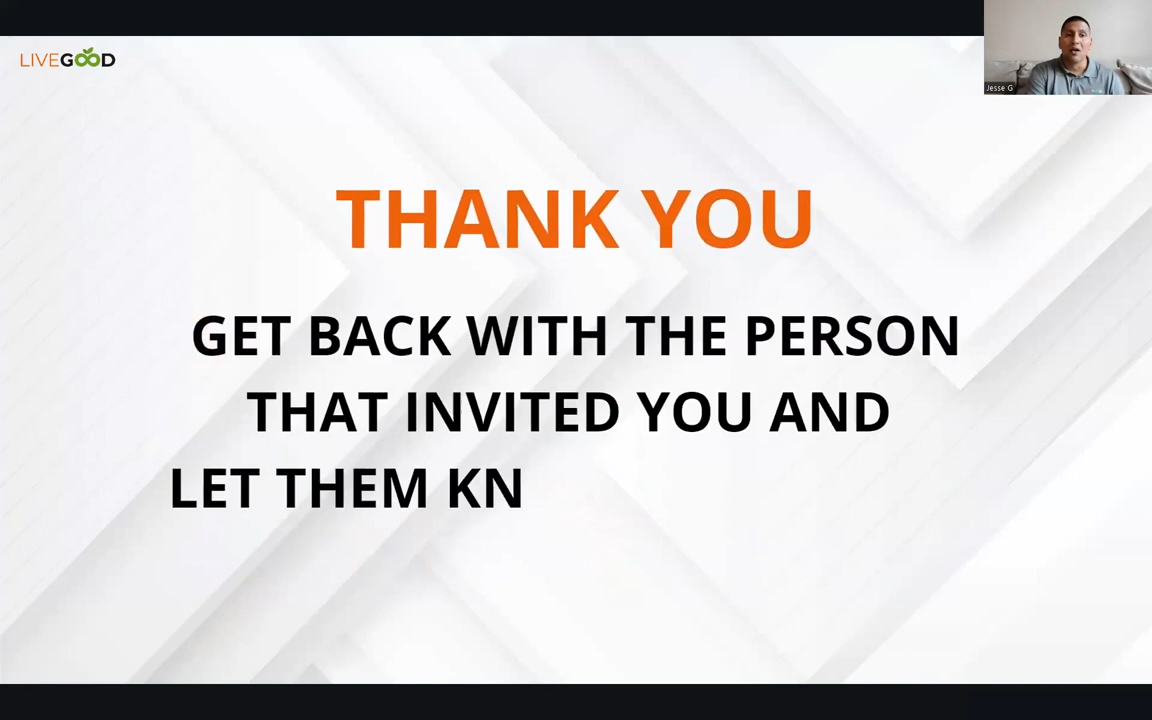 LIVEGOOD
Jesse G
THANK YOU
GET BACK WITH THE PERSON
THAT INVITED YOU AND
LET THEM KN